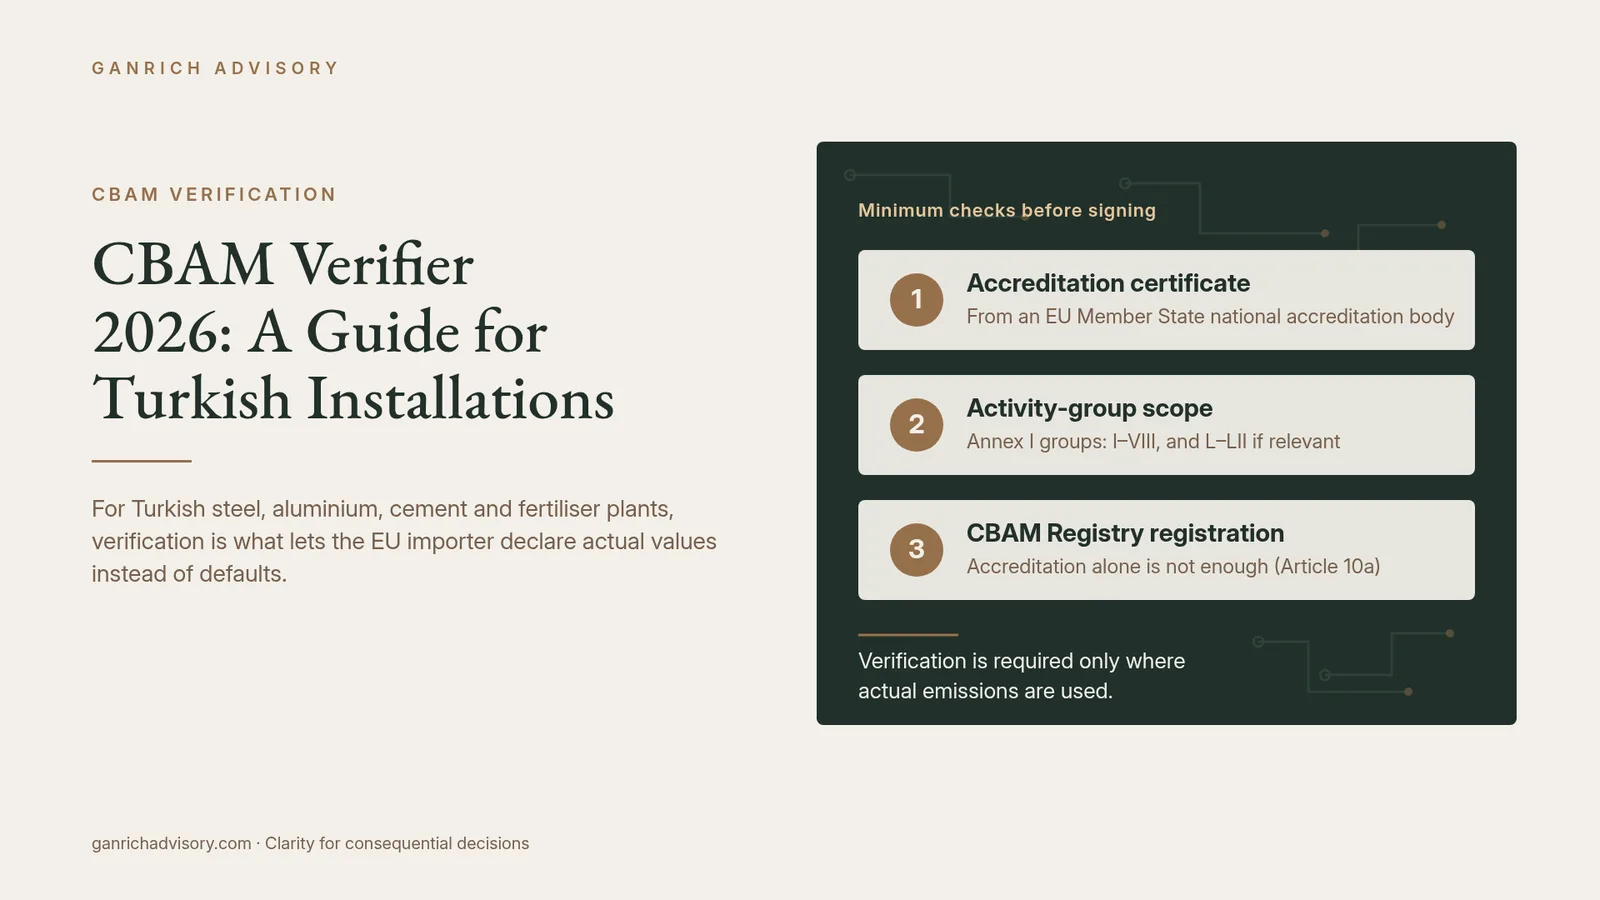 GANRICH ADVISORY
CBAM VERIFICATION
CBAM Verifier
2026: A Guide for
Turkish Installations
For Turkish steel, aluminium, cement and fertiliser plants,
verification is what lets the EU importer declare actual values
instead of defaults.
Minimum checks before signing
1
Accreditation certificate
From an EU Member State national accreditation body
2
Activity-group scope
Annex I groups: I–VIII, and L–LII if relevant
3
CBAM Registry registration
Accreditation alone is not enough (Article 10a)
Verification is required only where
actual emissions are used.
ganrichadvisory.com · Clarity for consequential decisions